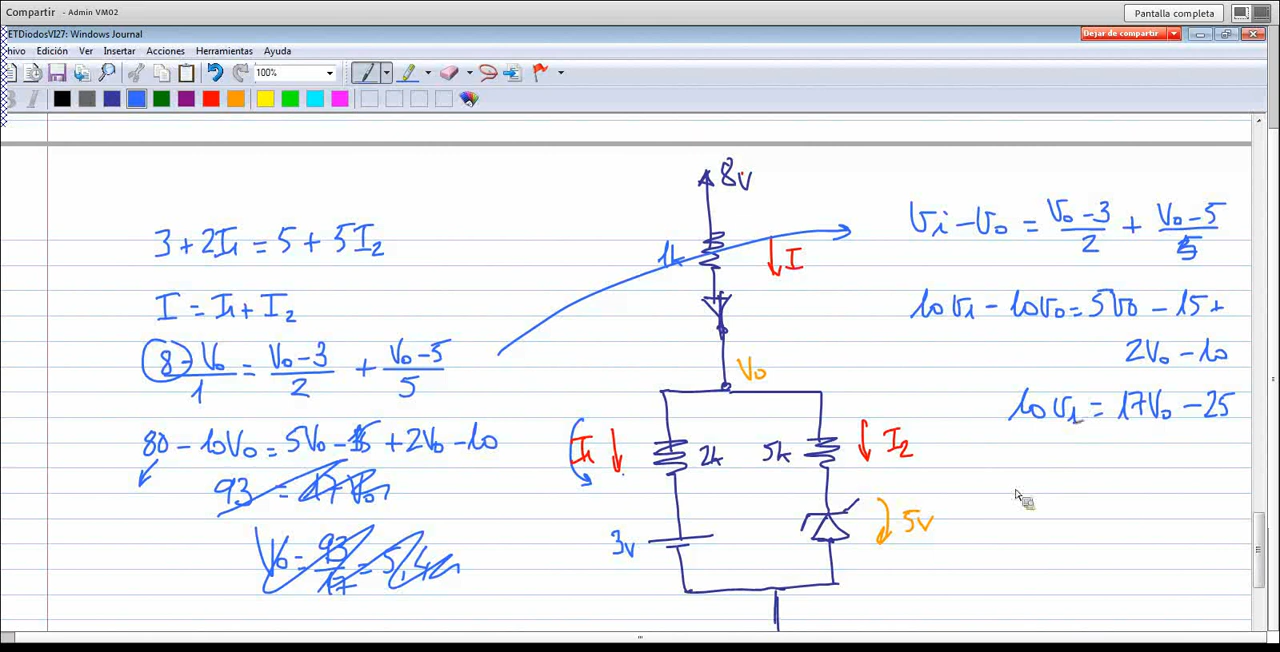 Compartir - Admin VM02
Pantalla completa
ETDiodosVI27: Windows Journal
Dejar de compartir
hivo Edición Ver Insertar Acciones Herramientas Ayuda
100%
8V
1k
I
Vo
3 + 2I1 = 5 + 5I2
I = I1 + I2
8 - Vo / 1 = Vo - 3 / 2 + Vo - 5 / 5
80 - 10Vo = 5Vo - 15 + 2Vo - 10
93 = 17Vo
Vo = 93 / 17 = 5,4
I1
2k
5k
I2
3v
5V
Vi - Vo = Vo - 3 / 2 + Vo - 5 / 5
10Vi - 10Vo = 5Vo - 15 +
2Vo - 10
10Vi = 17Vo - 25